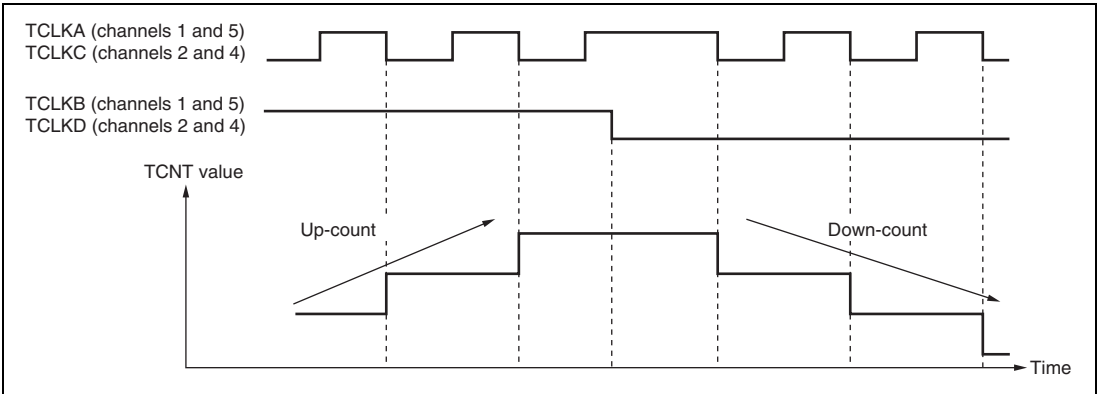 TCLKA (channels 1 and 5)
TCLKC (channels 2 and 4)
TCLKB (channels 1 and 5)
TCLKD (channels 2 and 4)
TCNT value
Up-count
Down-count
Time